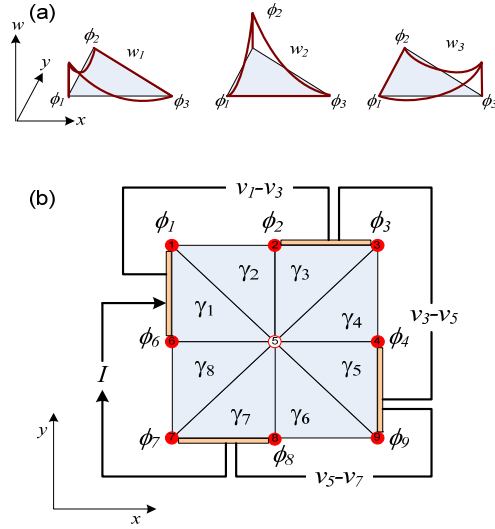 (a)
w
y
x
ϕ1 ϕ2 w1 ϕ3
ϕ1 ϕ2 w2 ϕ3
ϕ1 ϕ2 w3 ϕ3
(b)
v1–v3
ϕ1 ϕ2 ϕ3
1 2 3
γ2 γ3
γ1 γ4
v3–v5
ϕ6 6 5 4 ϕ4
I
γ8 γ5
γ7 γ6
7 8 9
ϕ7 ϕ8 ϕ9
v5–v7
y
x